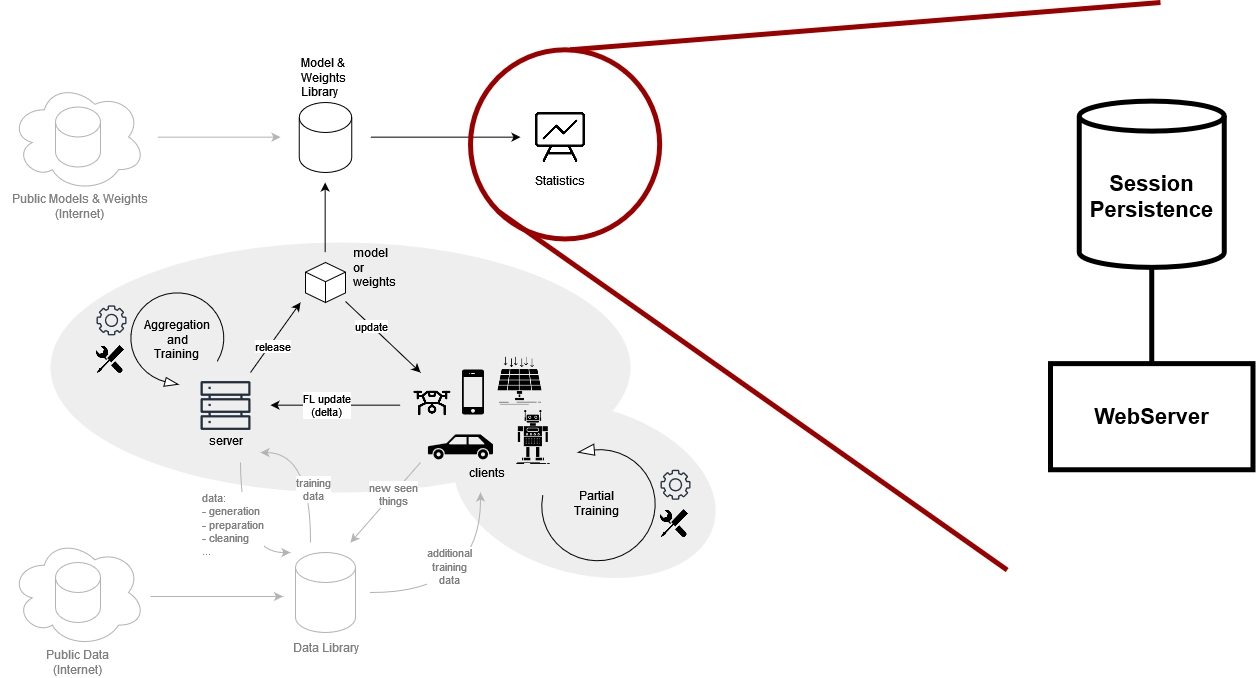 Model &
Weights
Library
Statistics
Public Models & Weights
(Internet)
model
or
weights
Aggregation
and
Training
release
update
FL update
(delta)
server
clients
Partial
Training
training
data
new seen
things
data:
- generation
- preparation
- cleaning
...
additional
training
data
Data Library
Public Data
(Internet)
Session
Persistence
WebServer